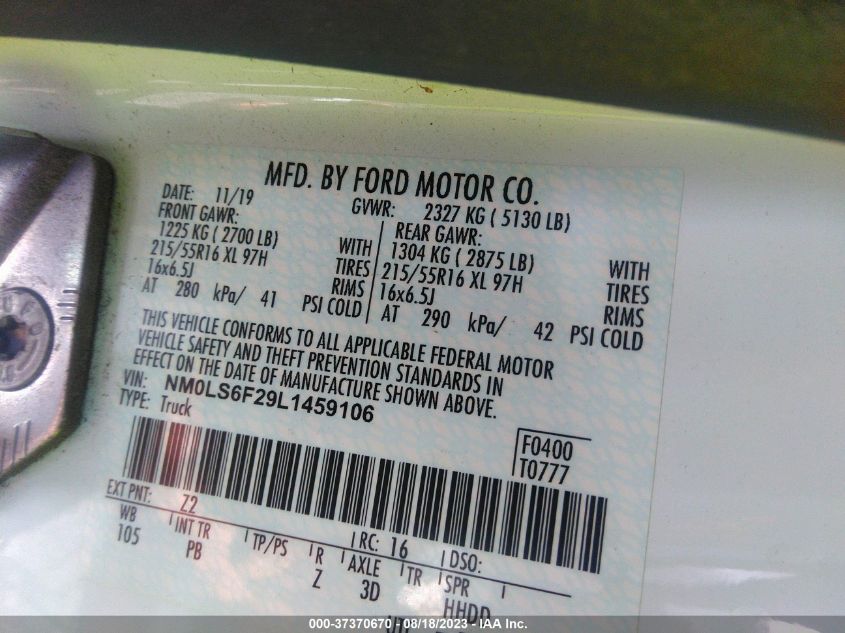 MFD. BY FORD MOTOR CO.
DATE: 11/19 GVWR: 2327 KG ( 5130 LB)
FRONT GAWR: REAR GAWR:
1225 KG ( 2700 LB) WITH 1304 KG ( 2875 LB) WITH
215/55R16 XL 97H TIRES 215/55R16 XL 97H TIRES
16x6.5J RIMS 16x6.5J RIMS
AT 280 kPa/ 41 PSI COLD AT 290 kPa/ 42 PSI COLD
THIS VEHICLE CONFORMS TO ALL APPLICABLE FEDERAL MOTOR
VEHICLE SAFETY AND THEFT PREVENTION STANDARDS IN
EFFECT ON THE DATE OF MANUFACTURE SHOWN ABOVE.
VIN: NM0LS6F29L1459106
TYPE: Truck
F0400
T0777
EXT PNT: Z2 RC: 16 DSO:
WB INT TR TP/PS R AXLE TR SPR
105 PB Z 3D HHDD
000-37370670 - 08/18/2023 - IAA Inc.